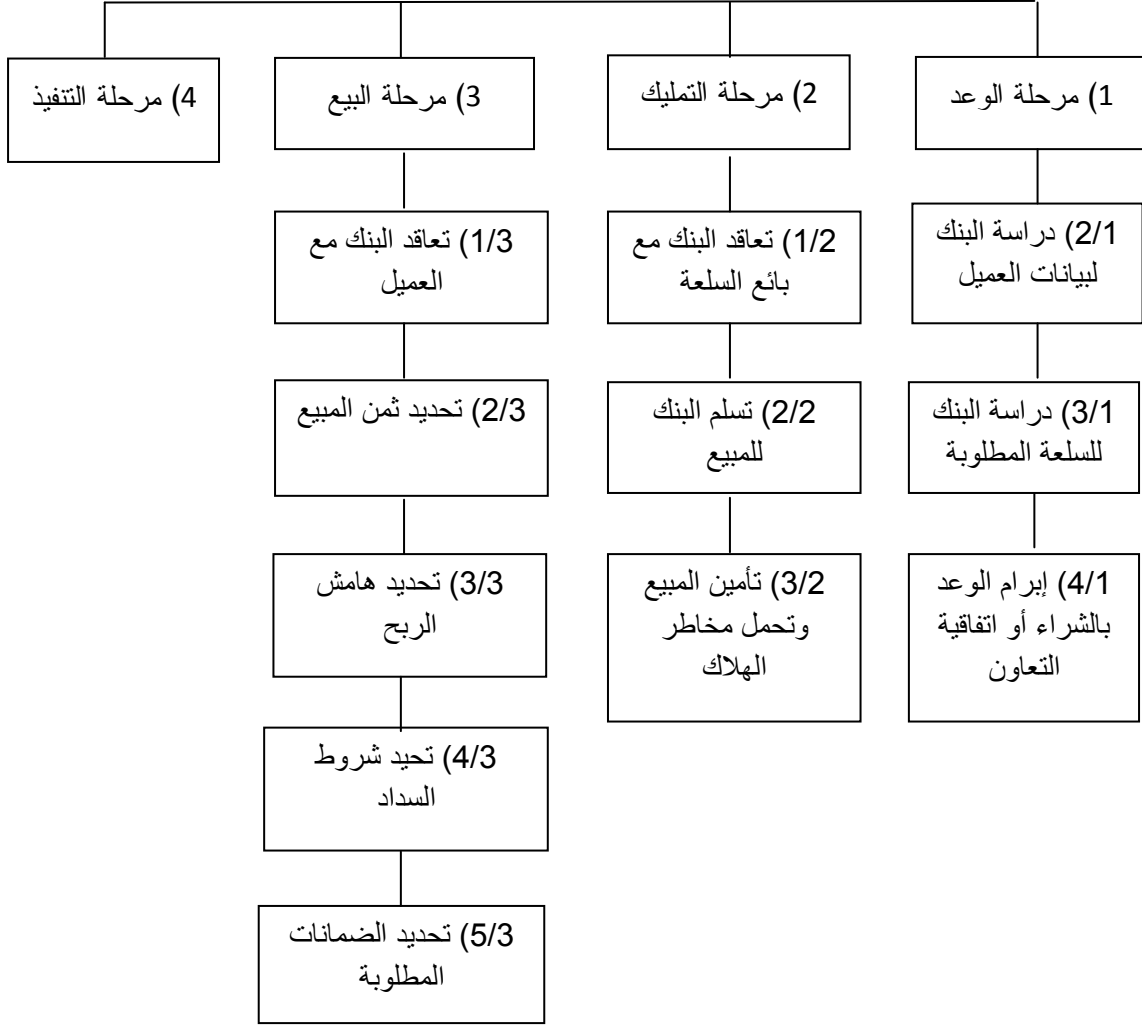 1) مرحلة الوعد
2) مرحلة التمليك
3) مرحلة البيع
4) مرحلة التنفيذ
2/1) دراسة البنك
لبيانات العميل
1/2) تعاقد البنك مع
بائع السلعة
1/3) تعاقد البنك مع
العميل
3/1) دراسة البنك
للسلعة المطلوبة
2/2) تسلم البنك
للمبيع
2/3) تحديد ثمن المبيع
4/1) إبرام الوعد
بالشراء أو اتفاقية
التعاون
3/2) تأمين المبيع
وتحمل مخاطر
الهلاك
3/3) تحديد هامش
الربح
4/3) تحيد شروط
السداد
5/3) تحديد الضمانات
المطلوبة